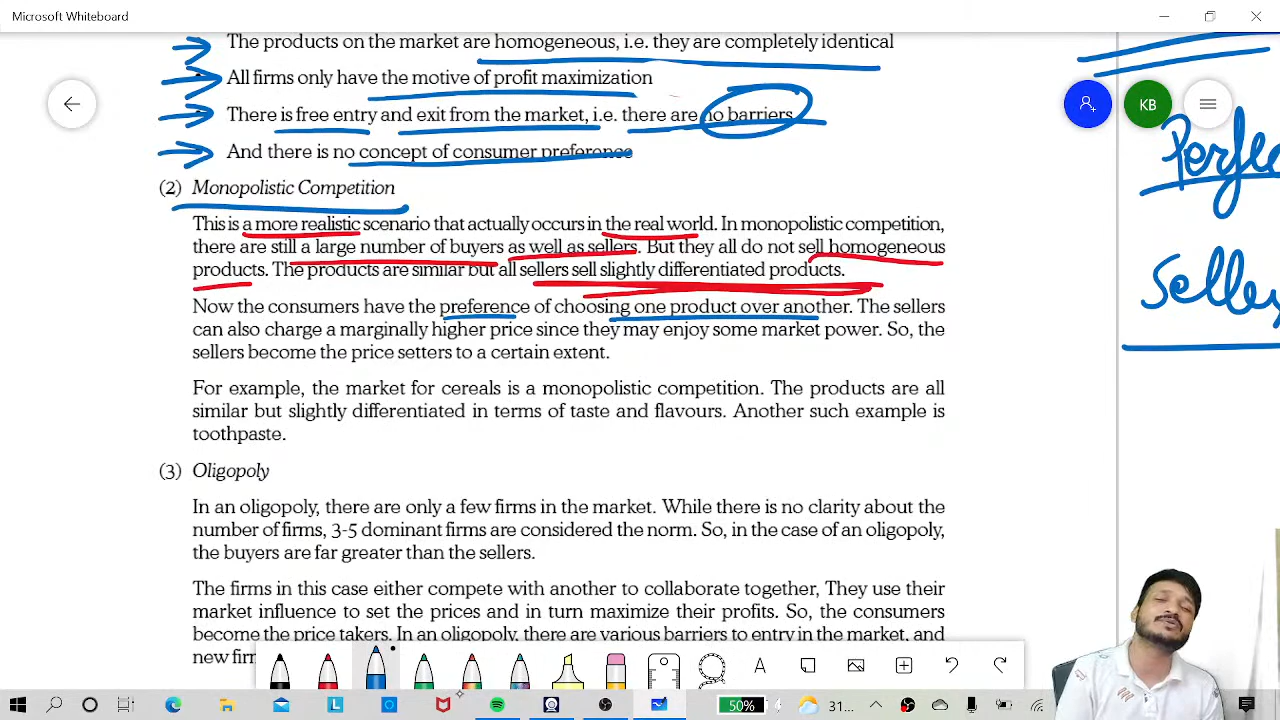 Microsoft Whiteboard
The products on the market are homogeneous, i.e. they are completely identical
All firms only have the motive of profit maximization
There is free entry and exit from the market, i.e. there are no barriers
And there is no concept of consumer preference
KB
Perfe
Selle
(2) Monopolistic Competition
This is a more realistic scenario that actually occurs in the real world. In monopolistic competition,
there are still a large number of buyers as well as sellers. But they all do not sell homogeneous
products. The products are similar but all sellers sell slightly differentiated products.
Now the consumers have the preference of choosing one product over another. The sellers
can also charge a marginally higher price since they may enjoy some market power. So, the
sellers become the price setters to a certain extent.
For example, the market for cereals is a monopolistic competition. The products are all
similar but slightly differentiated in terms of taste and flavours. Another such example is
toothpaste.
(3) Oligopoly
In an oligopoly, there are only a few firms in the market. While there is no clarity about the
number of firms, 3-5 dominant firms are considered the norm. So, in the case of an oligopoly,
the buyers are far greater than the sellers.
The firms in this case either compete with another to collaborate together, They use their
market influence to set the prices and in turn maximize their profits. So, the consumers
become the price takers. In an oligopoly, there are various barriers to entry in the market, and
new fir
A
50%
31...